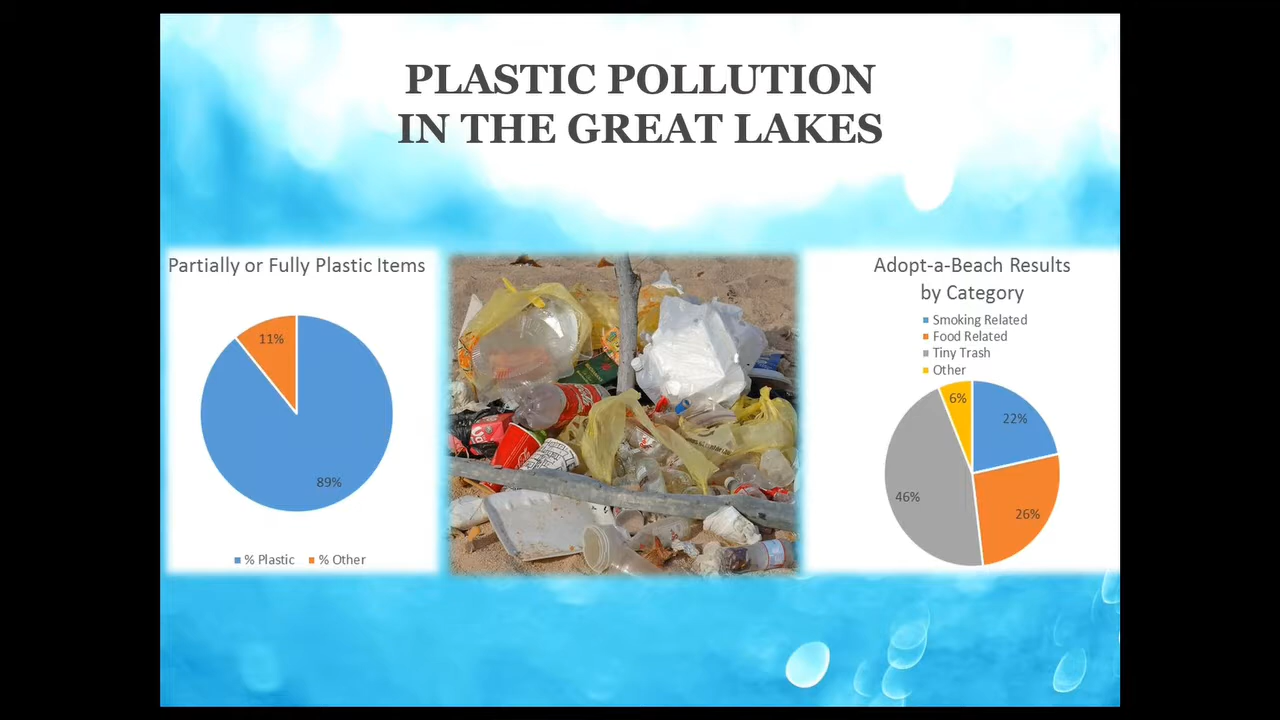 PLASTIC POLLUTION
IN THE GREAT LAKES
Partially or Fully Plastic Items
11%
89%
% Plastic % Other
Adopt-a-Beach Results
by Category
Smoking Related
Food Related
Tiny Trash
Other
6%
22%
46%
26%